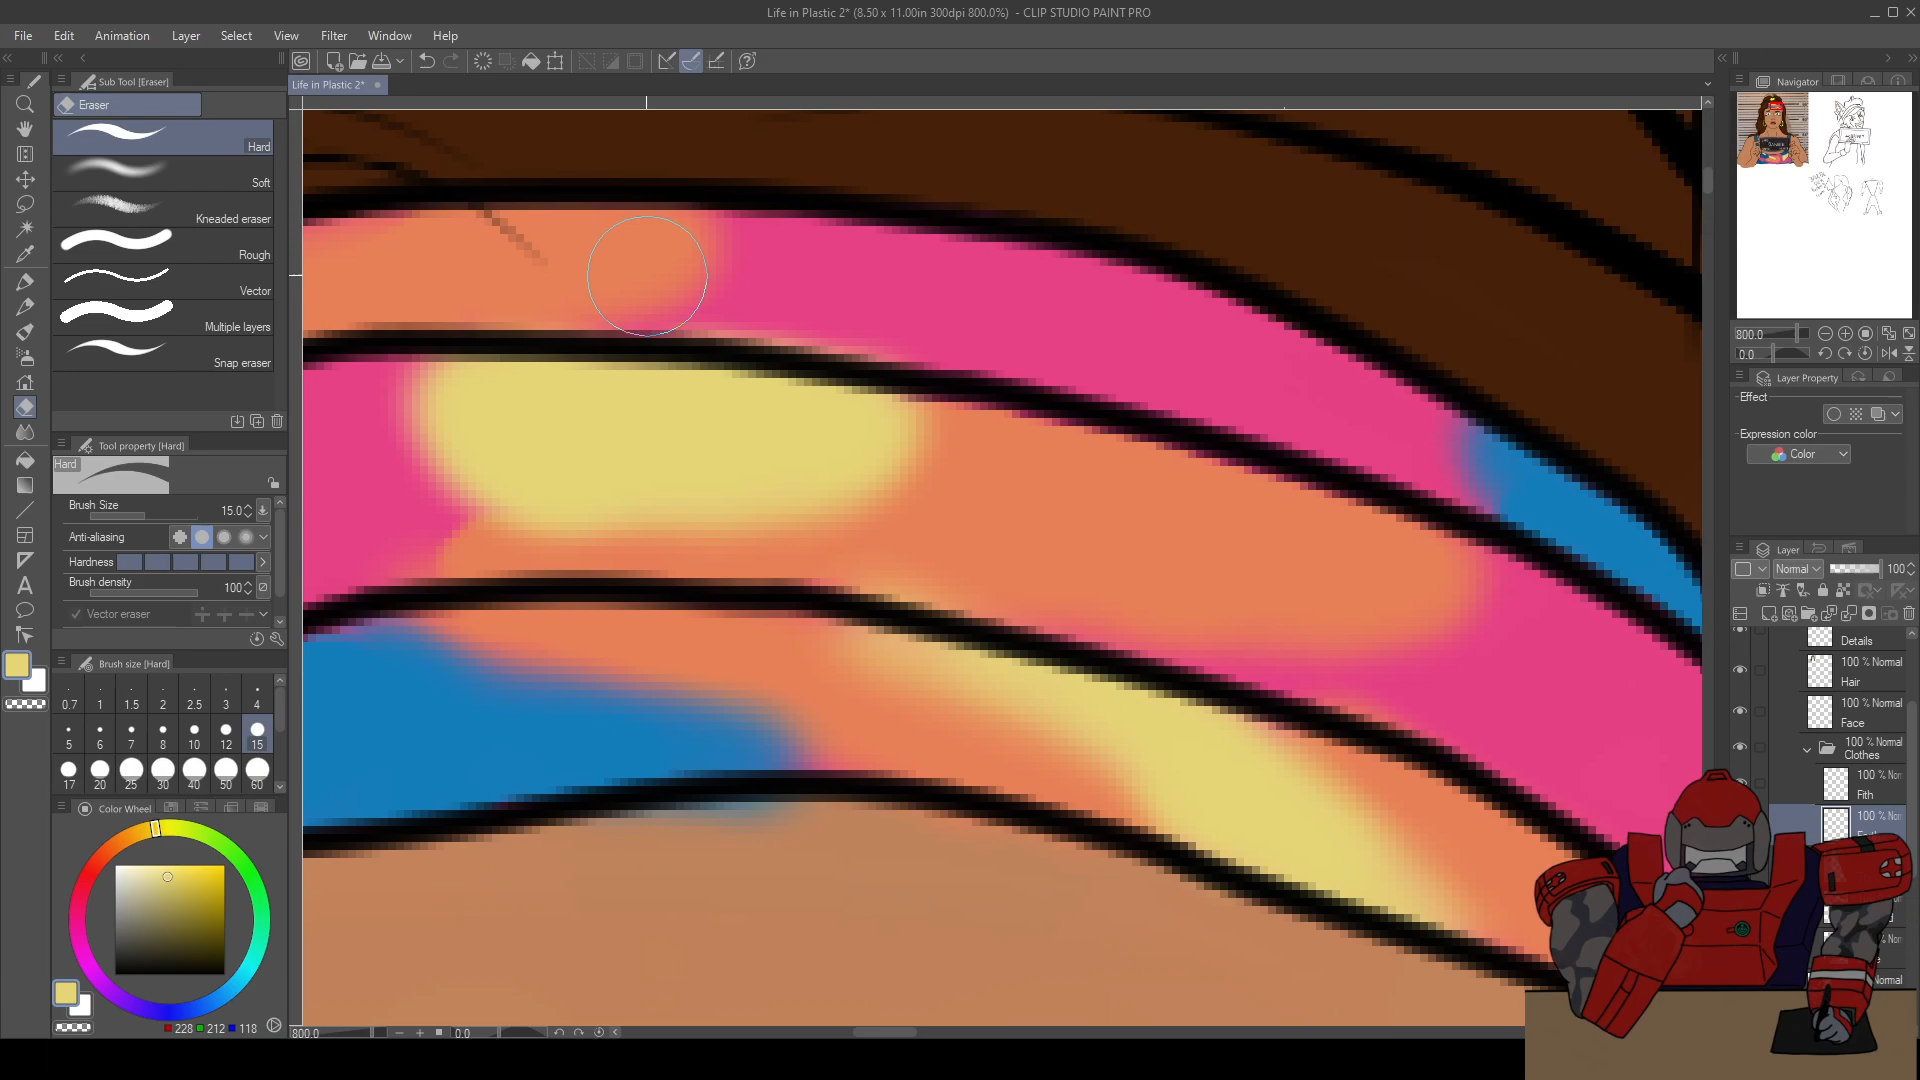 Life in Plastic 2* (8.50 x 11.00in 300dpi 800.0%) - CLIP STUDIO PAINT PRO
File Edit Animation Layer Select View Filter Window Help
Sub Tool [Eraser]
Eraser
Hard
Soft
Kneaded eraser
Rough
Vector
Multiple layers
Snap eraser
Tool property [Hard]
Hard
Brush Size 15.0
Anti-aliasing
Hardness
Brush density 100
Vector eraser
Brush size [Hard]
0.7 1 1.5 2 2.5 3 4
5 6 7 8 10 12 15
17 20 25 30 40 50 60
Color Wheel
228 212 118
Life in Plastic 2*
800.0 0.0
Navigator
800.0
0.0
Layer Property
Effect
Expression color
Color
Layer
Normal 100
Details
100 % Normal
Hair
100 % Normal
Face
100 % Normal
Clothes
100 % Nor
Fith
100 % Nor